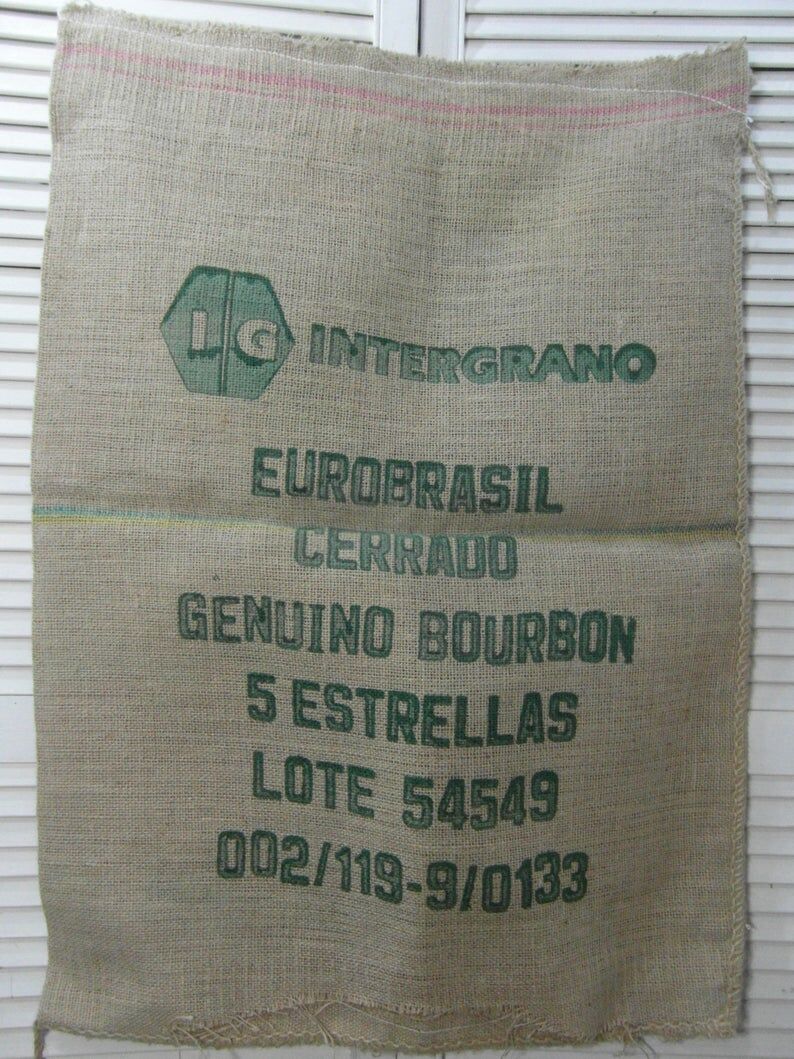 IG INTERGRANO
EUROBRASIL
CERRADO
GENUINO BOURBON
5 ESTRELLAS
LOTE 54549
002/119-9/0133